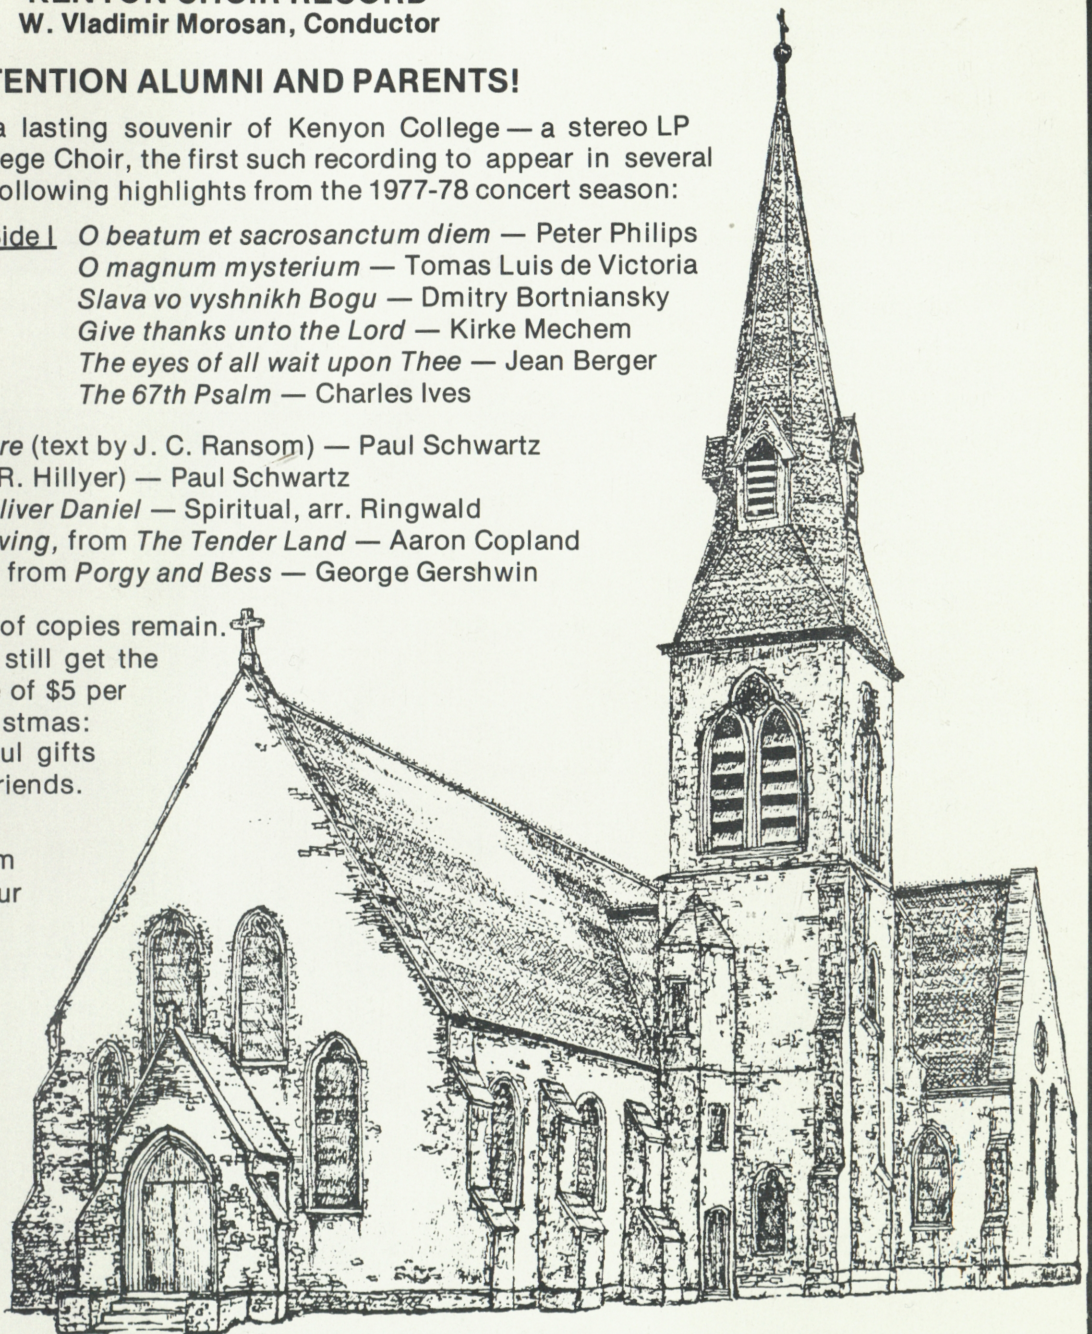 KENYON CHOIR RECORD
W. Vladimir Morosan, Conductor
TENTION ALUMNI AND PARENTS!
a lasting souvenir of Kenyon College — a stereo LP
ege Choir, the first such recording to appear in several
ollowing highlights from the 1977-78 concert season:
ide I O beatum et sacrosanctum diem — Peter Philips
O magnum mysterium — Tomas Luis de Victoria
Slava vo vyshnikh Bogu — Dmitry Bortniansky
Give thanks unto the Lord — Kirke Mechem
The eyes of all wait upon Thee — Jean Berger
The 67th Psalm — Charles Ives
re (text by J. C. Ransom) — Paul Schwartz
R. Hillyer) — Paul Schwartz
liver Daniel — Spiritual, arr. Ringwald
ving, from The Tender Land — Aaron Copland
from Porgy and Bess — George Gershwin
of copies remain.
still get the
of $5 per
stmas:
ul gifts
riends.
m
ur